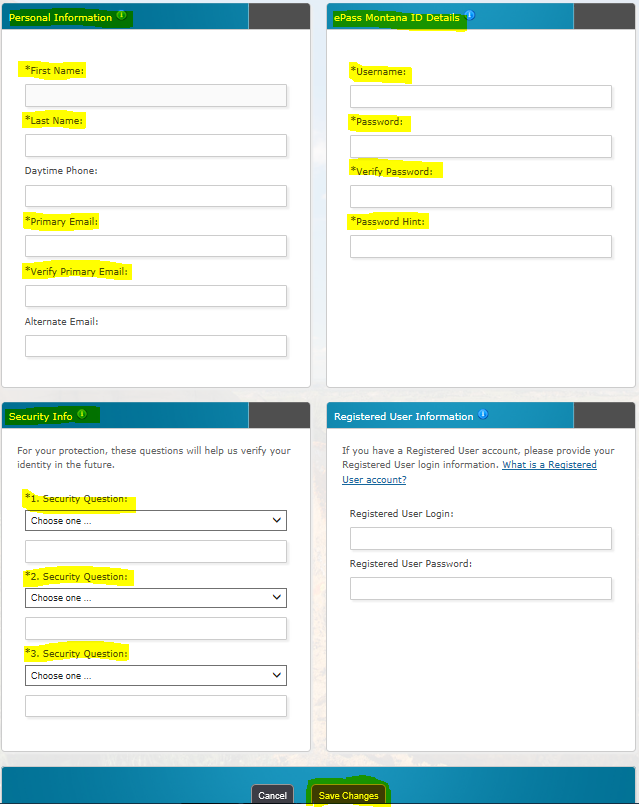 Personal Information
*First Name:
*Last Name:
Daytime Phone:
*Primary Email:
*Verify Primary Email:
Alternate Email:
ePass Montana ID Details
*Username:
*Password:
*Verify Password:
*Password Hint:
Security Info
For your protection, these questions will help us verify your
identity in the future.
*1. Security Question:
Choose one ...
*2. Security Question:
Choose one ...
*3. Security Question:
Choose one ...
Registered User Information
If you have a Registered User account, please provide your
Registered User login information. What is a Registered
User account?
Registered User Login:
Registered User Password:
Cancel
Save Changes